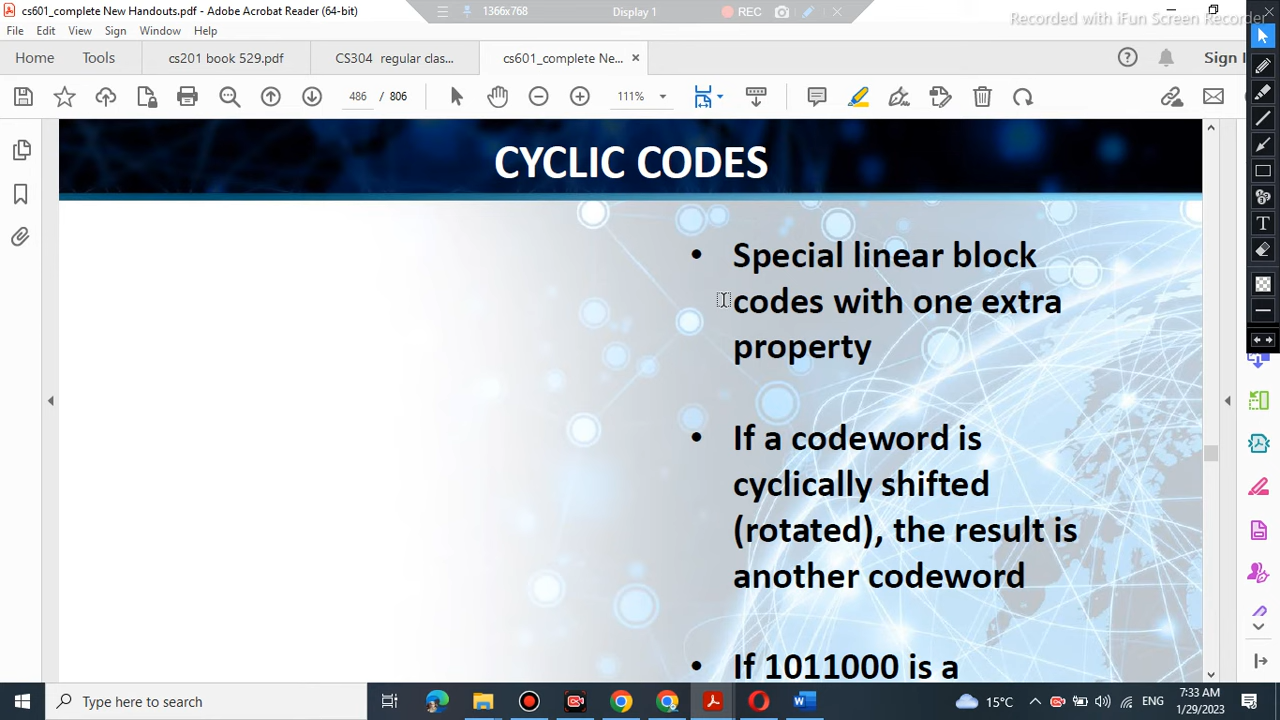 cs601_complete New Handouts.pdf - Adobe Acrobat Reader (64-bit)
1366x768
Display 1
REC
Recorded with iFun Screen Recorder
File Edit View Sign Window Help
Home Tools cs201 book 529.pdf CS304 regular clas... cs601_complete Ne... Sign I
486 / 806 111%
CYCLIC CODES
• Special linear block
codes with one extra
property
• If a codeword is
cyclically shifted
(rotated), the result is
another codeword
• If 1011000 is a
Type here to search
15°C
ENG
7:33 AM
1/29/2023